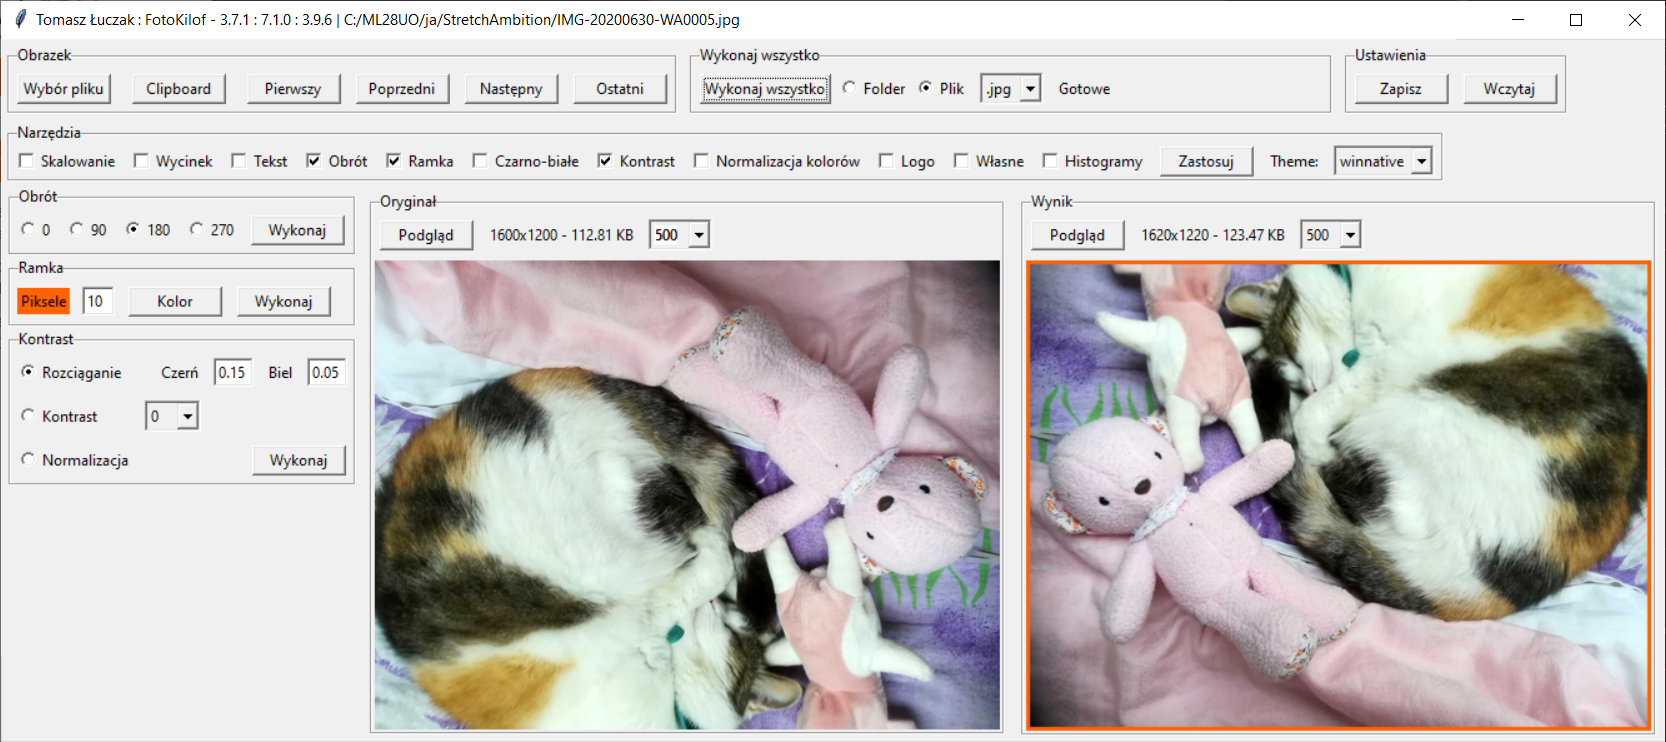 Tomasz Łuczak : FotoKilof - 3.7.1 : 7.1.0 : 3.9.6 | C:/ML28UO/ja/StretchAmbition/IMG-20200630-WA0005.jpg
Obrazek
Wybór pliku Clipboard Pierwszy Poprzedni Następny Ostatni
Wykonaj wszystko
Wykonaj wszystko Folder Plik .jpg Gotowe
Ustawienia
Zapisz Wczytaj
Narzędzia
Skalowanie Wycinek Tekst Obrót Ramka Czarno-białe Kontrast Normalizacja kolorów Logo Własne Histogramy Zastosuj Theme: winnative
Obrót
0 90 180 270 Wykonaj
Ramka
Piksele 10 Kolor Wykonaj
Kontrast
Rozciąganie Czerń 0.15 Biel 0.05
Kontrast 0
Normalizacja Wykonaj
Oryginał
Podgląd 1600x1200 - 112.81 KB 500
Wynik
Podgląd 1620x1220 - 123.47 KB 500